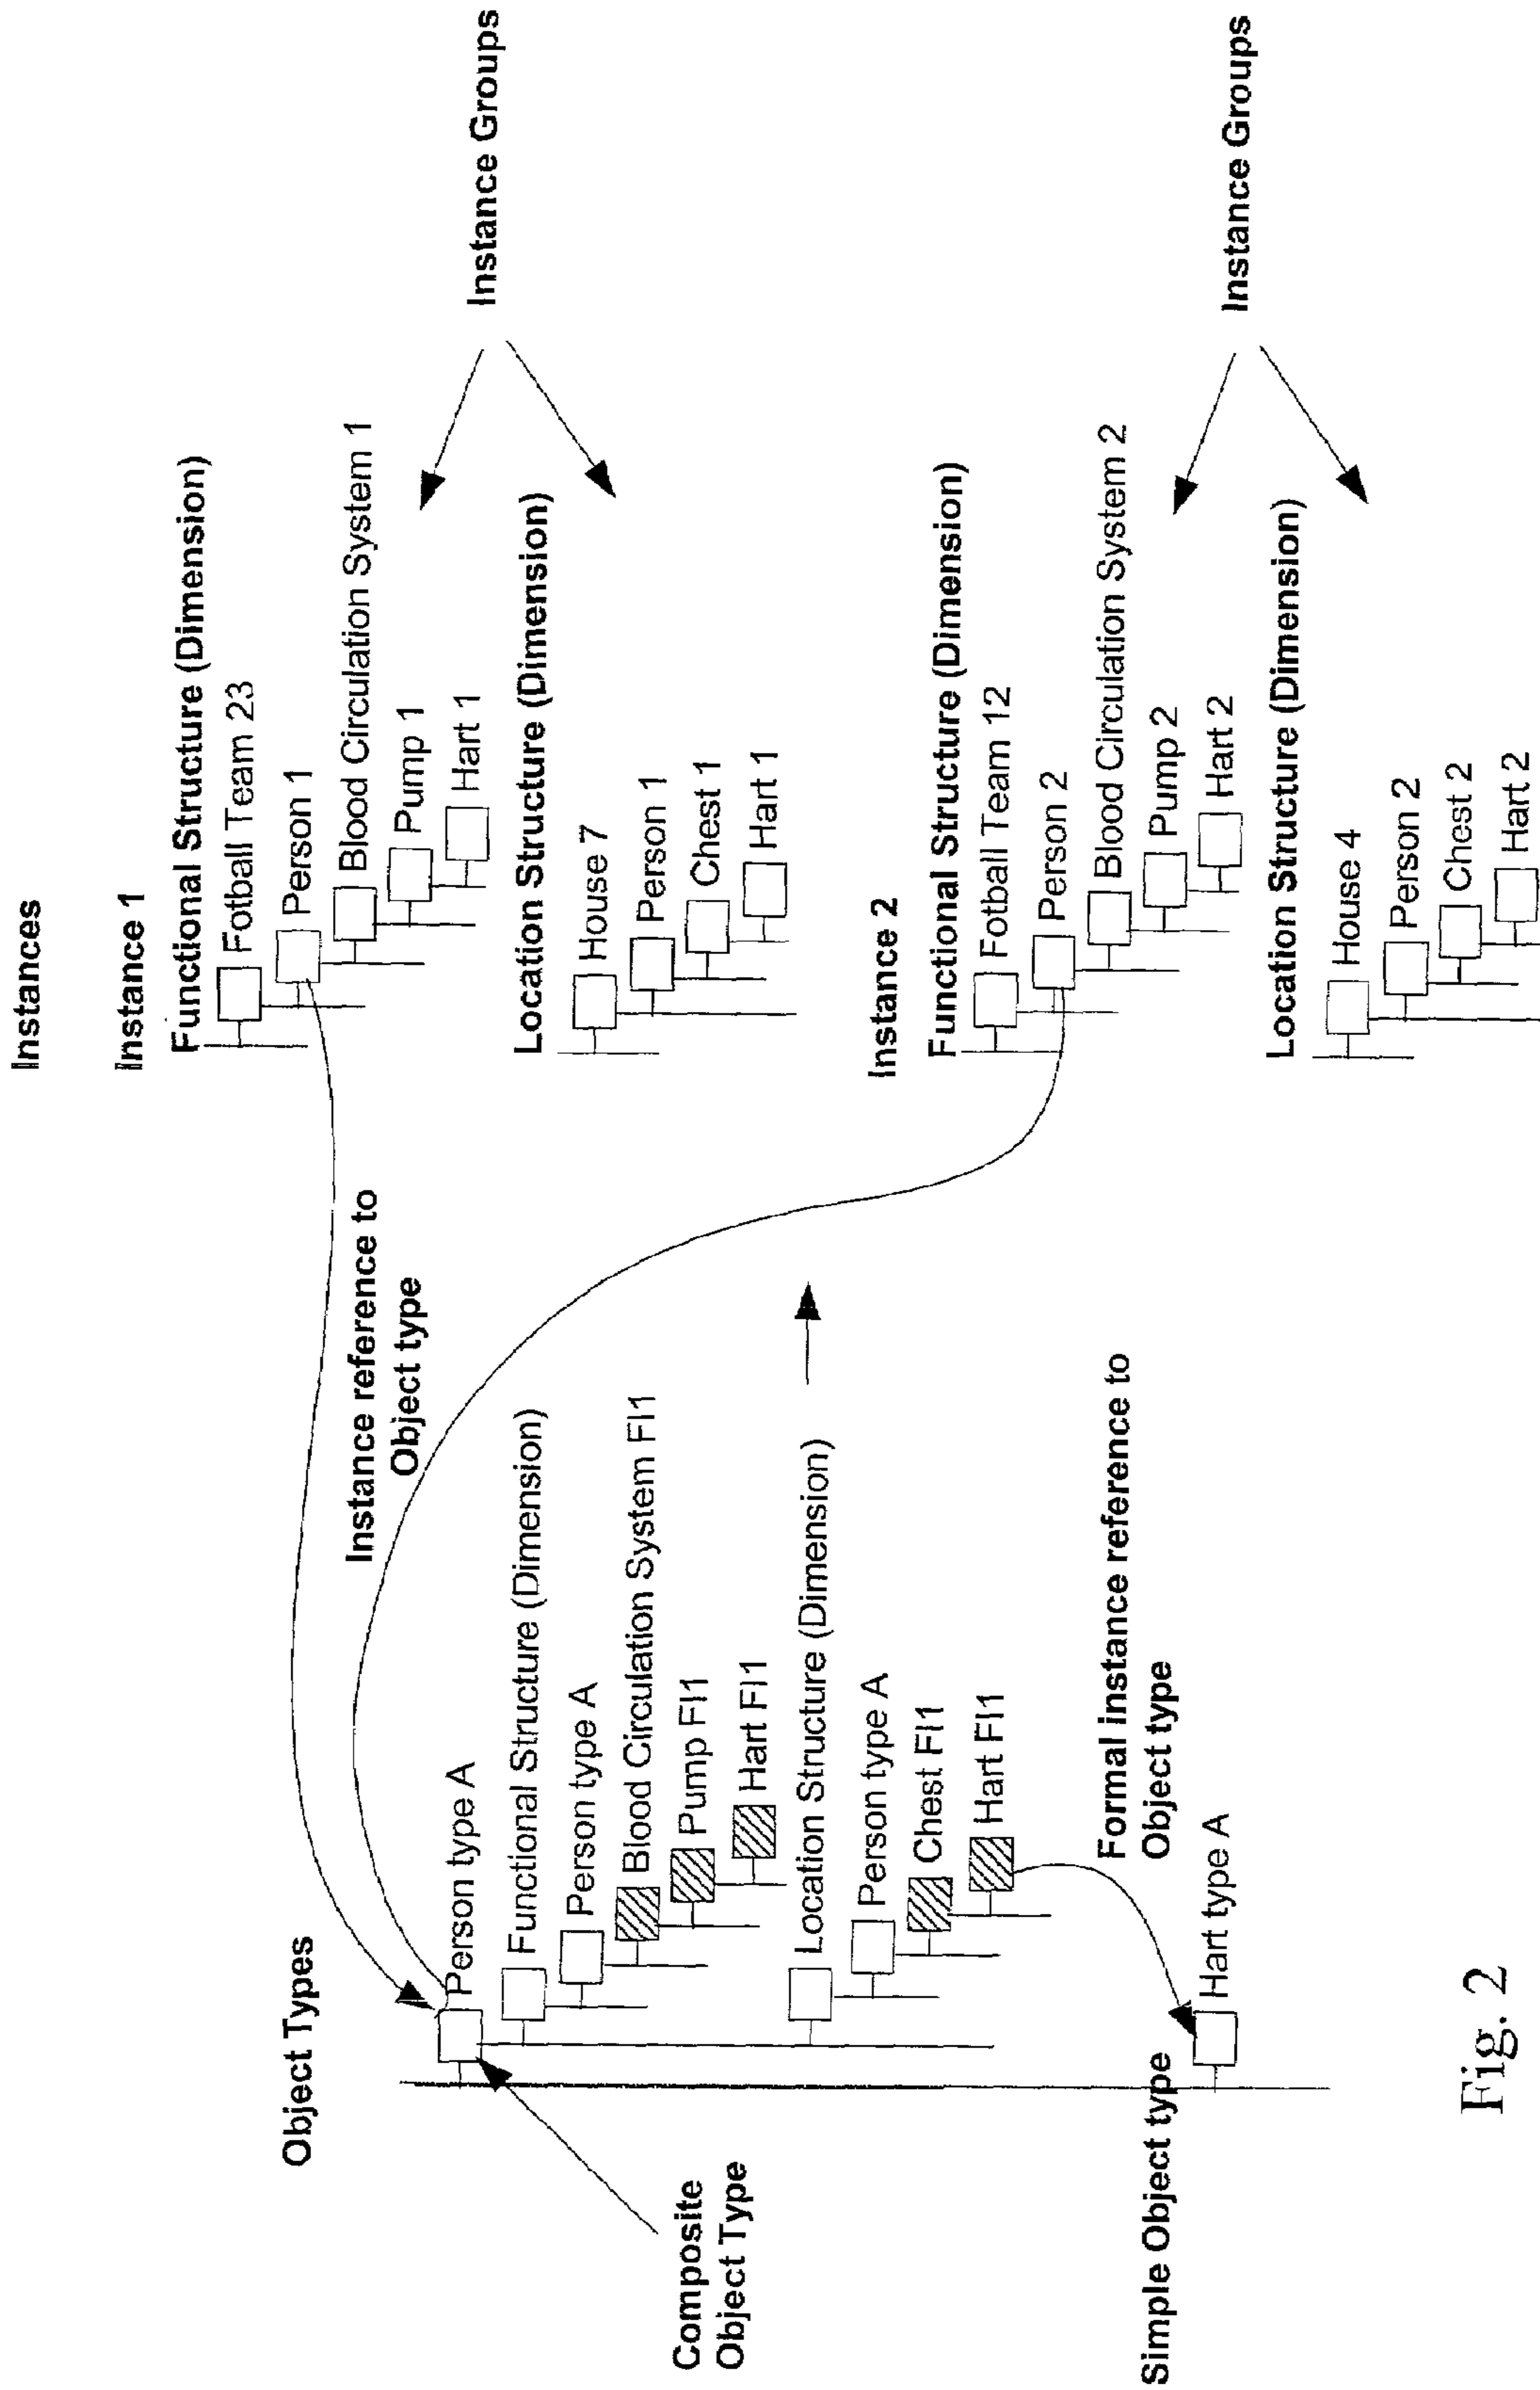 Object Types
Person type A
Functional Structure (Dimension)
Person type A
Blood Circulation System FI1
Pump FI1
Hart FI1
Location Structure (Dimension)
Person type A
Chest FI1
Hart FI1
Composite
Object Type
Simple Object type
Hart type A
Formal instance reference to
Object type
Instance reference to
Object type
Instances
Instance 1
Functional Structure (Dimension)
Fotball Team 23
Person 1
Blood Circulation System 1
Pump 1
Hart 1
Location Structure (Dimension)
House 7
Person 1
Chest 1
Hart 1
Instance Groups
Instance 2
Functional Structure (Dimension)
Fotball Team 12
Person 2
Blood Circulation System 2
Pump 2
Hart 2
Location Structure (Dimension)
House 4
Person 2
Chest 2
Hart 2
Instance Groups
Fig. 2